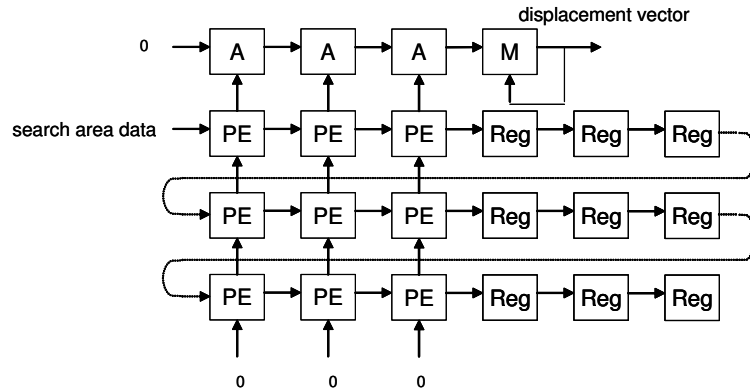 displacement vector
0 A A A M
search area data PE PE PE Reg Reg Reg
PE PE PE Reg Reg Reg
PE PE PE Reg Reg Reg
0 0 0